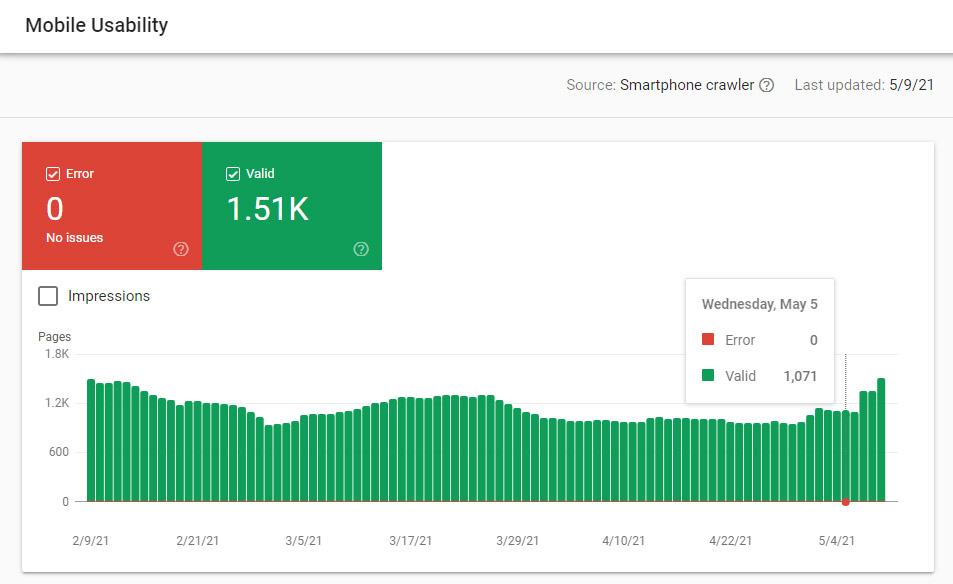 Mobile Usability
Source: Smartphone crawler Last updated: 5/9/21
Error
0
No issues
Valid
1.51K
Impressions
Pages
1.8K
1.2K
600
0
Wednesday, May 5
Error 0
Valid 1,071
2/9/21 2/21/21 3/5/21 3/17/21 3/29/21 4/10/21 4/22/21 5/4/21